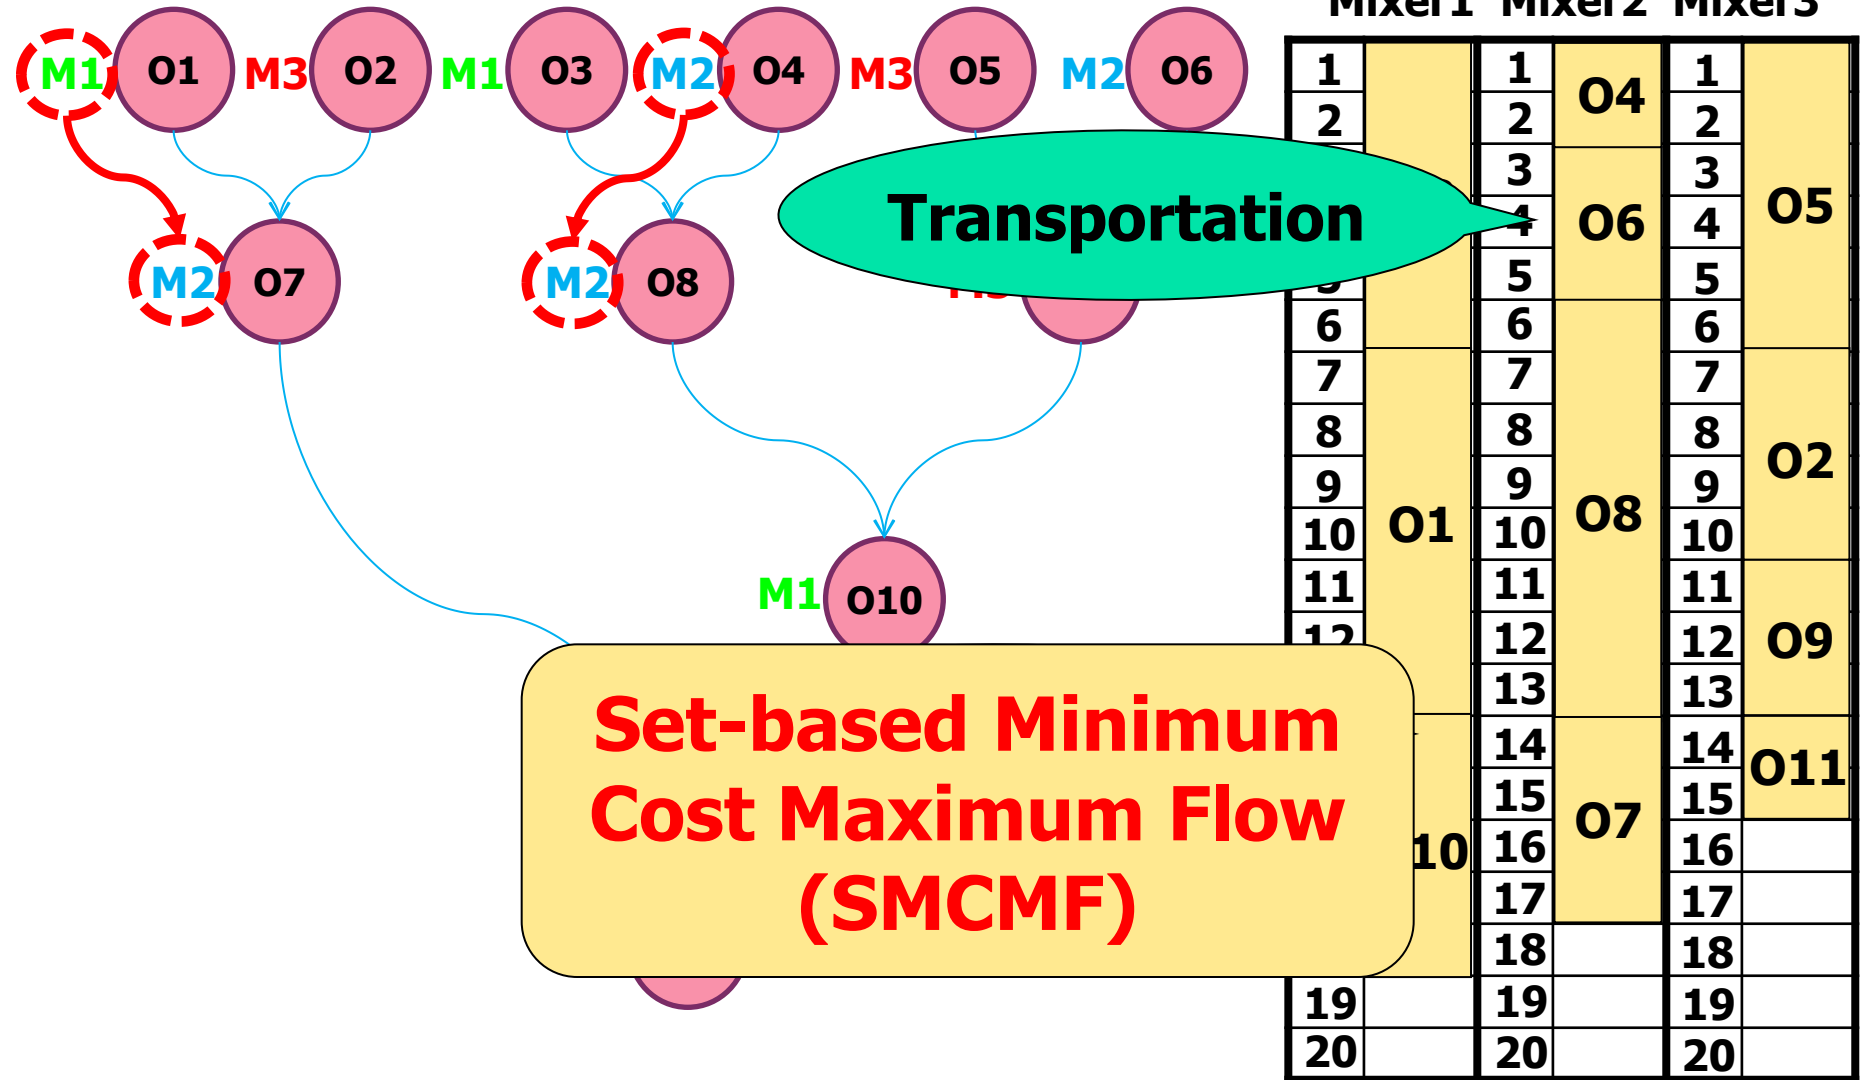 Mixer1 Mixer2 Mixer3
M1 O1 M3 O2 M1 O3 M2 O4 M3 O5 M2 O6
M2 O7 M2 O8
M1 O10
Transportation
Set-based Minimum
Cost Maximum Flow
(SMCMF)
1 1 O4 1
2 2 2
3 3
4 O6 4 O5
5 5
6 6 6
7 7 7
8 8 8
9 9 9 O2
10 O1 10 O8 10
11 11 11
12 12 12 O9
13 13
14 14 O11
15 15
10 16 O7 16
17 17
18 18
19 19 19
20 20 20